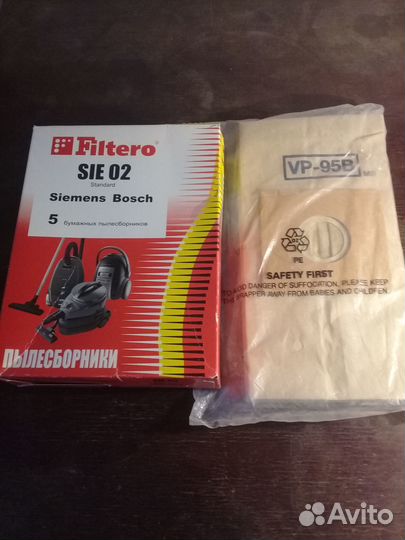 Filtero
SIE 02
Standard
Siemens Bosch
5 бумажных пылесборников
ПЫЛЕСБОРНИКИ
VP-95B
PE
SAFETY FIRST
TO AVOID DANGER OF SUFFOCATION, PLEASE KEEP
WRAPPER AWAY FROM BABIES AND CHILDREN.
Avito